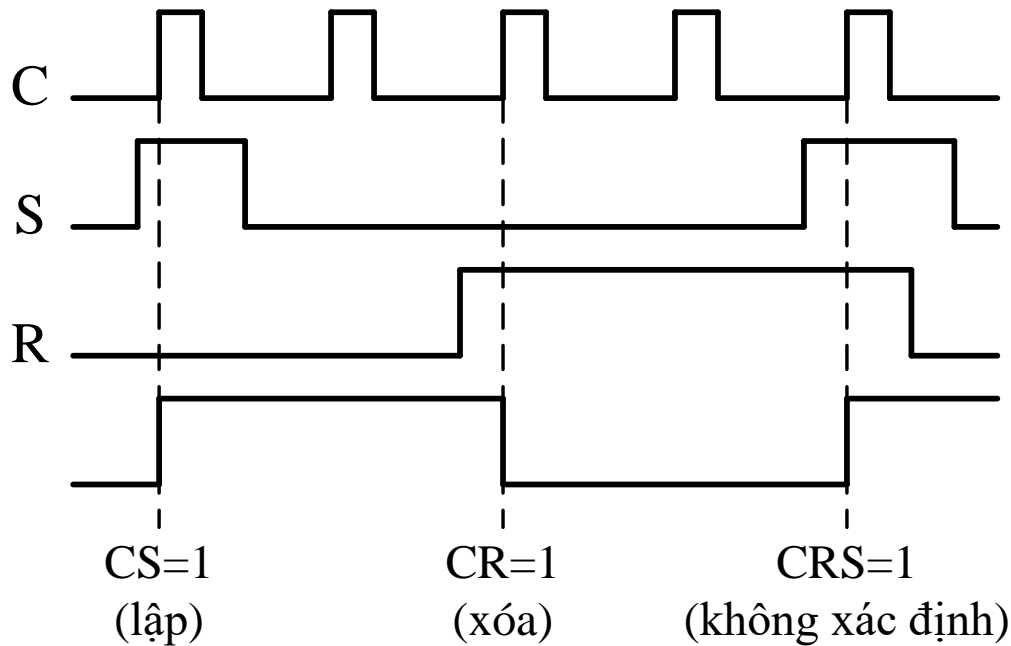 C
S
R
CS=1
(lập)
CR=1
(xóa)
CRS=1
(không xác định)